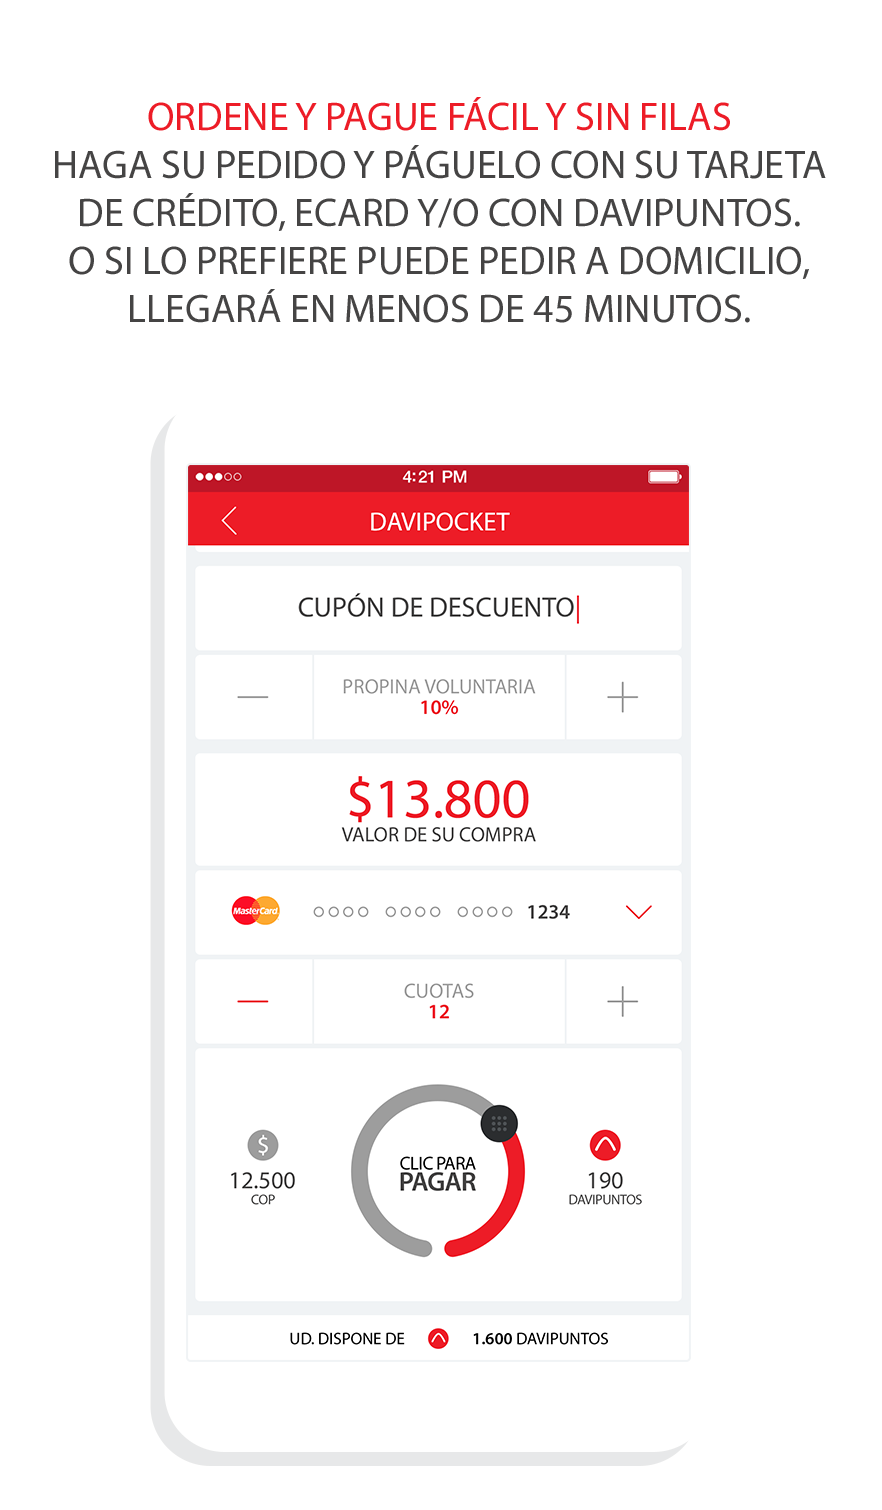 ORDENE Y PAGUE FÁCIL Y SIN FILAS
HAGA SU PEDIDO Y PÁGUELO CON SU TARJETA
DE CRÉDITO, ECARD Y/O CON DAVIPUNTOS.
O SI LO PREFIERE PUEDE PEDIR A DOMICILIO,
LLEGARÁ EN MENOS DE 45 MINUTOS.
4:21 PM
DAVIPOCKET
CUPÓN DE DESCUENTO
PROPINA VOLUNTARIA
10%
$13.800
VALOR DE SU COMPRA
MasterCard 1234
CUOTAS
12
$
12.500
COP
CLIC PARA
PAGAR
190
DAVIPUNTOS
UD. DISPONE DE 1.600 DAVIPUNTOS